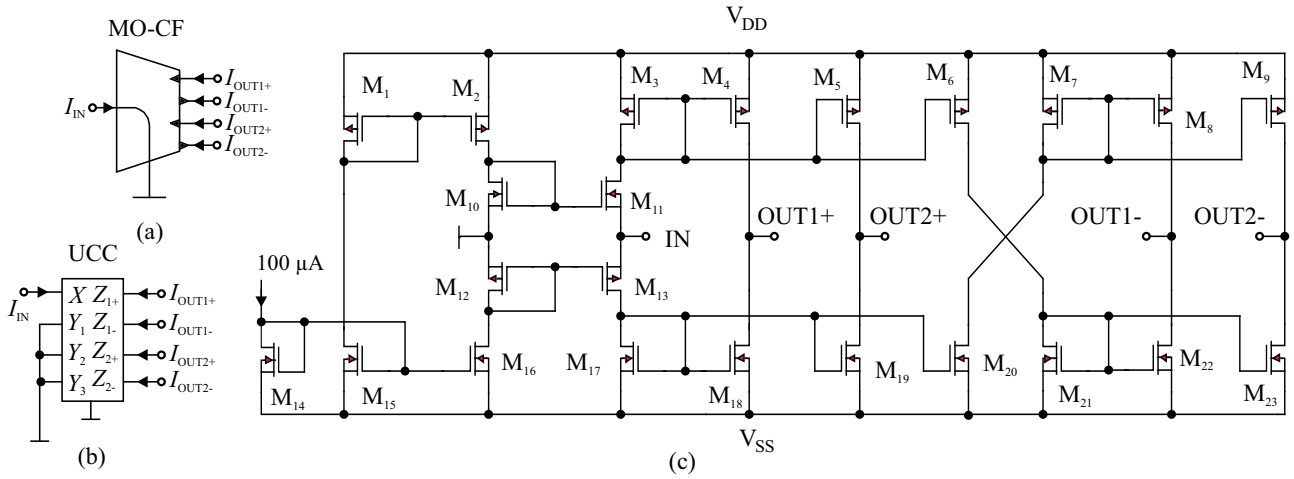 MO-CF
I_IN
I_OUT1+
I_OUT1-
I_OUT2+
I_OUT2-
(a)
UCC
I_IN
X Z1+ I_OUT1+
Y1 Z1- I_OUT1-
Y2 Z2+ I_OUT2+
Y3 Z2- I_OUT2-
(b)
V_DD
M1 M2 M3 M4 M5 M6 M7 M8 M9
M10 M11
OUT1+ OUT2+ OUT1- OUT2-
IN
100 µA
M12 M13
M14 M15 M16 M17 M18 M19 M20 M21 M22 M23
V_SS
(c)